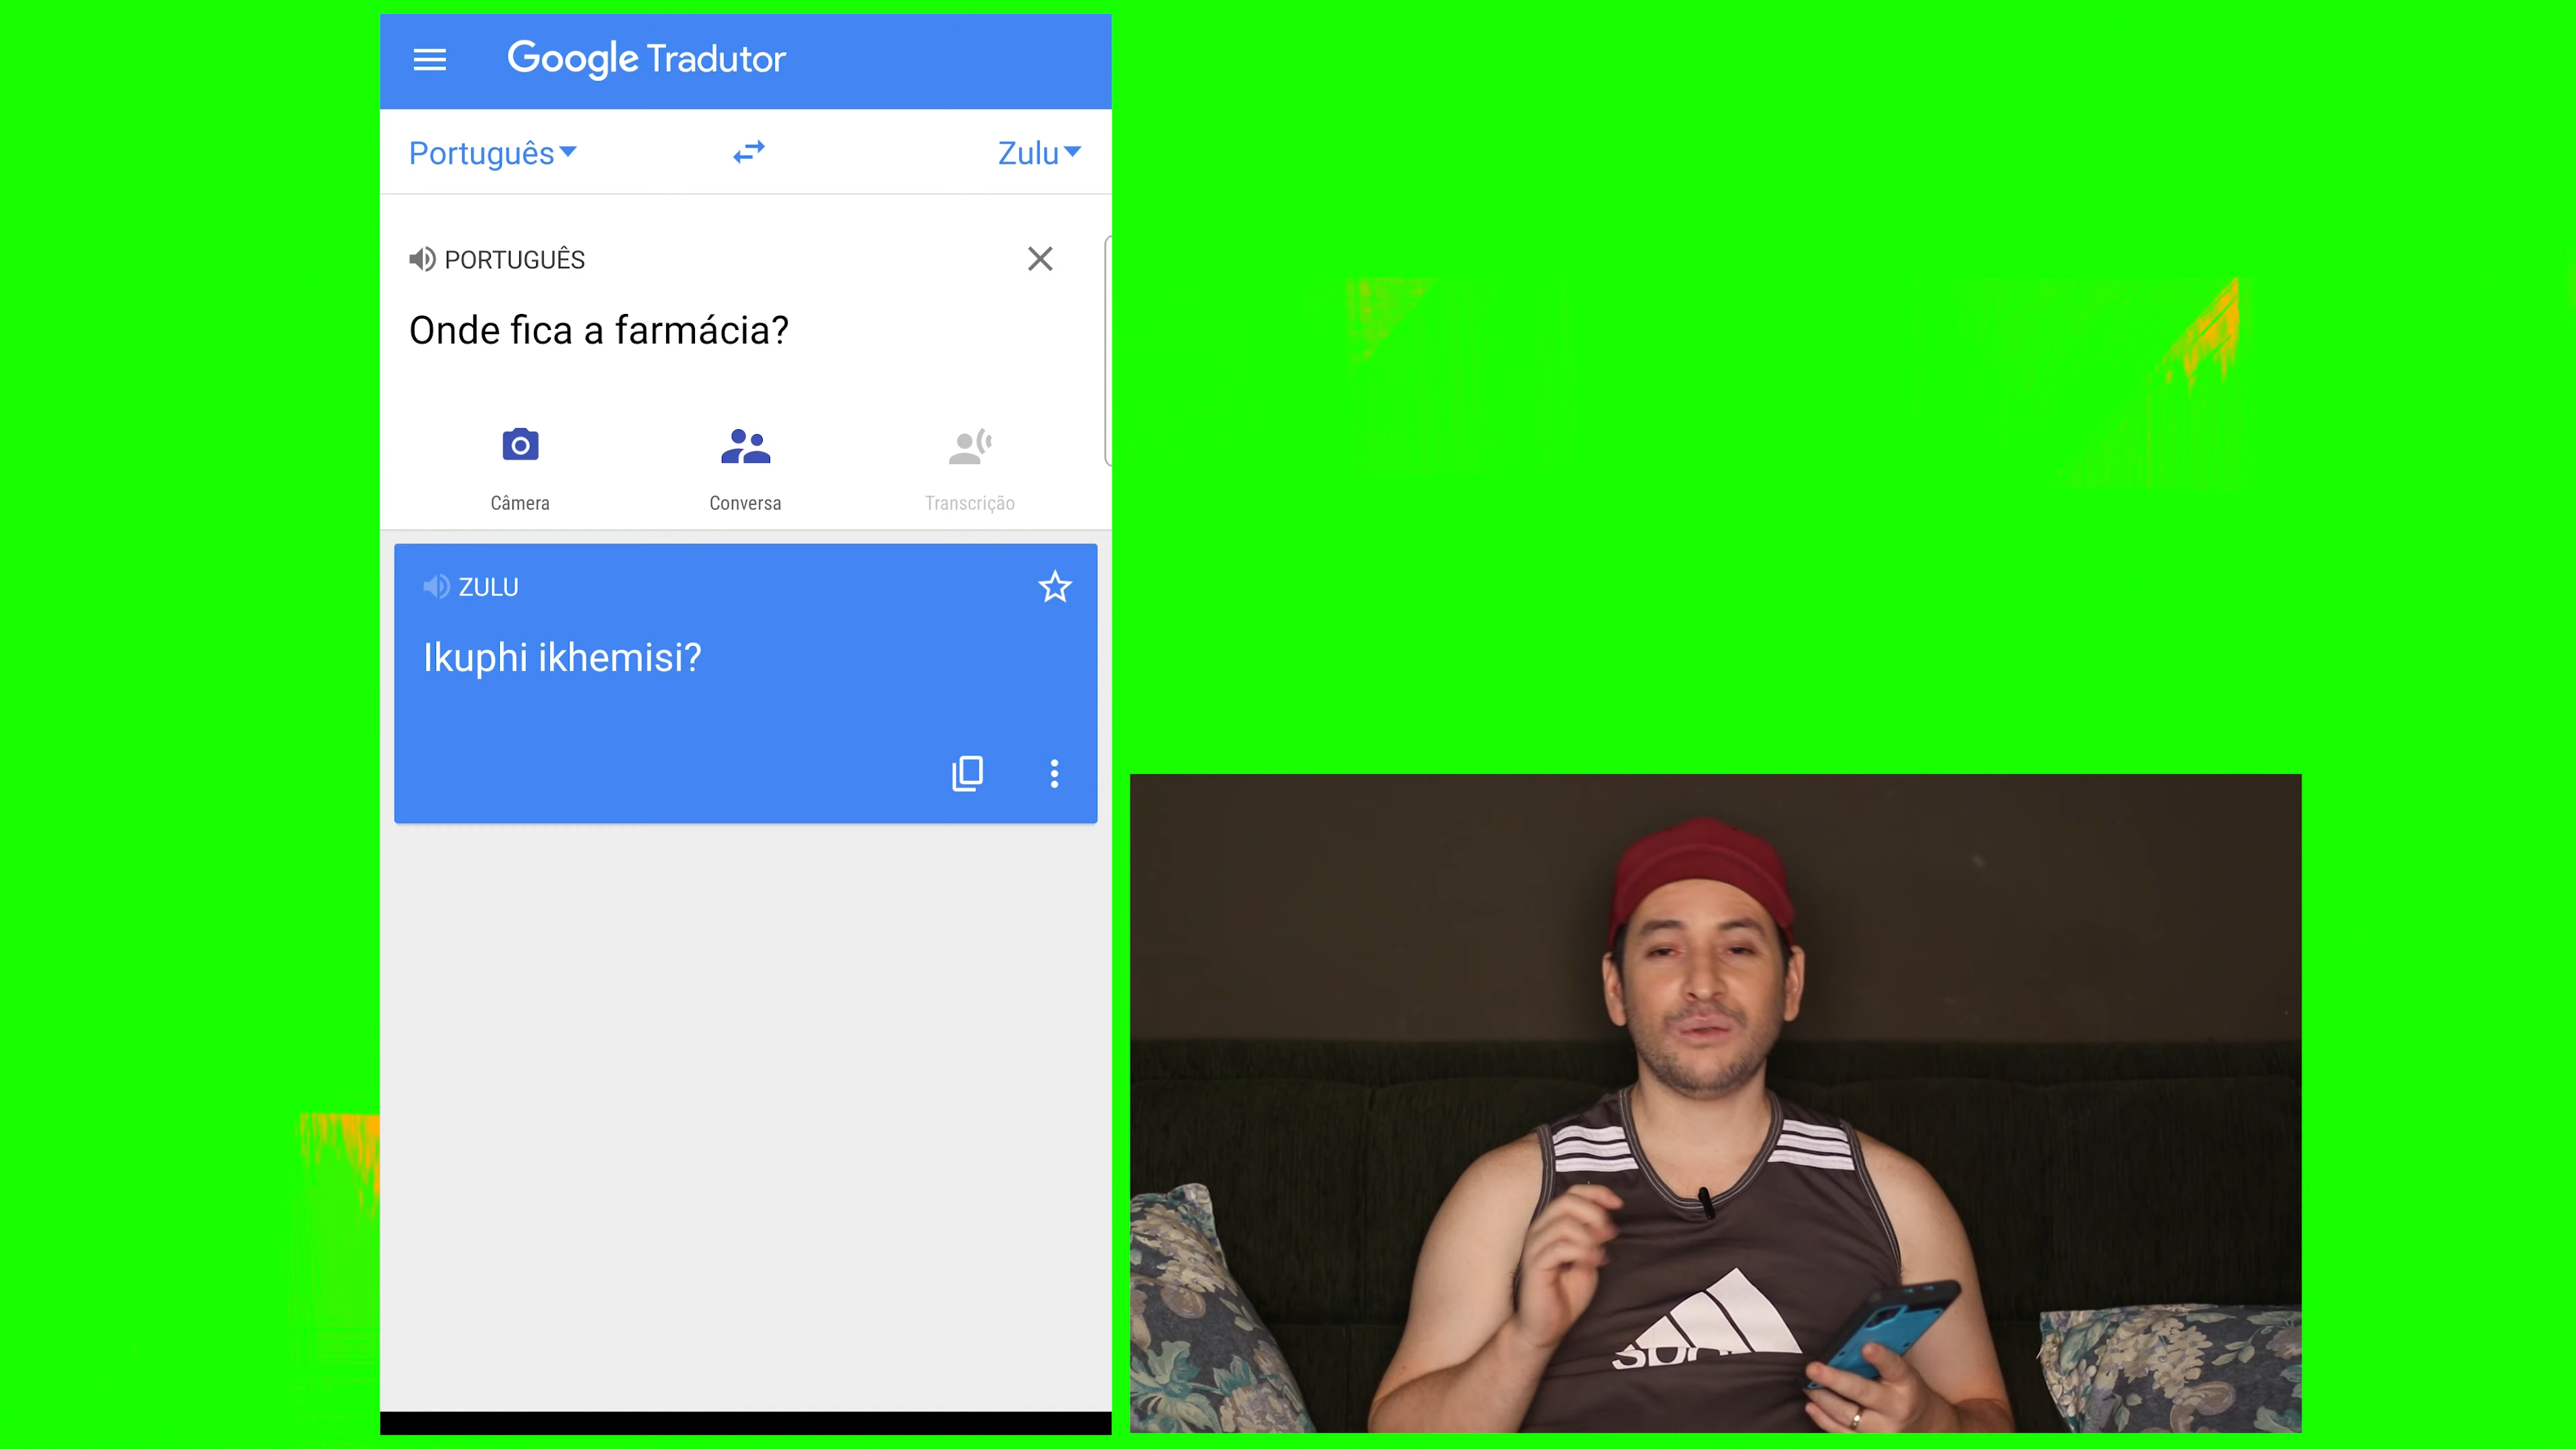 Google Tradutor
Português
Zulu
PORTUGUÊS
Onde fica a farmácia?
Câmera
Conversa
Transcrição
ZULU
Ikuphi ikhemisi?